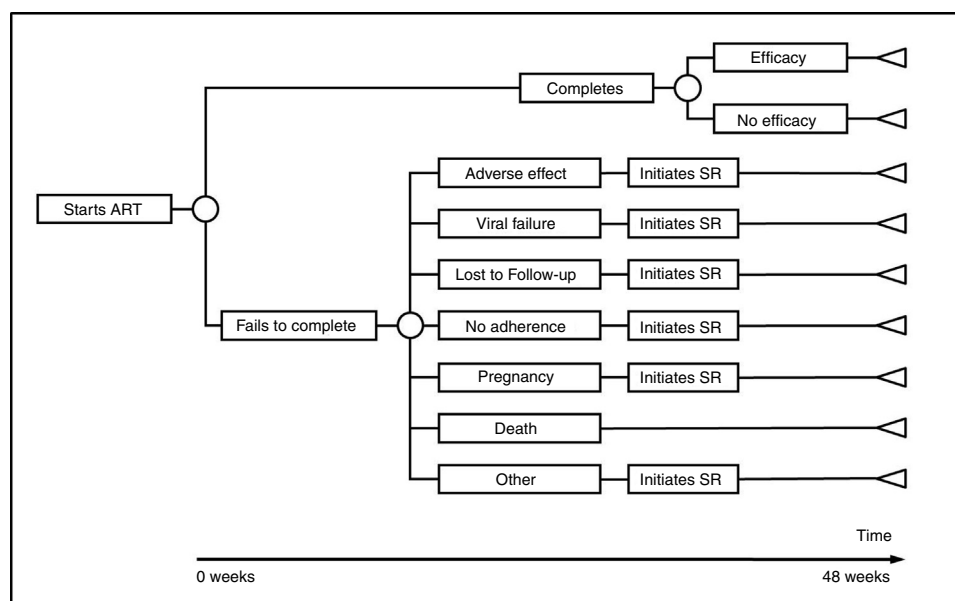 Efficacy
Completes
No efficacy
Adverse effect
Initiates SR
Starts ART
Viral failure
Initiates SR
Lost to Follow-up
Initiates SR
Fails to complete
No adherence
Initiates SR
Pregnancy
Initiates SR
Death
Other
Initiates SR
Time
0 weeks
48 weeks